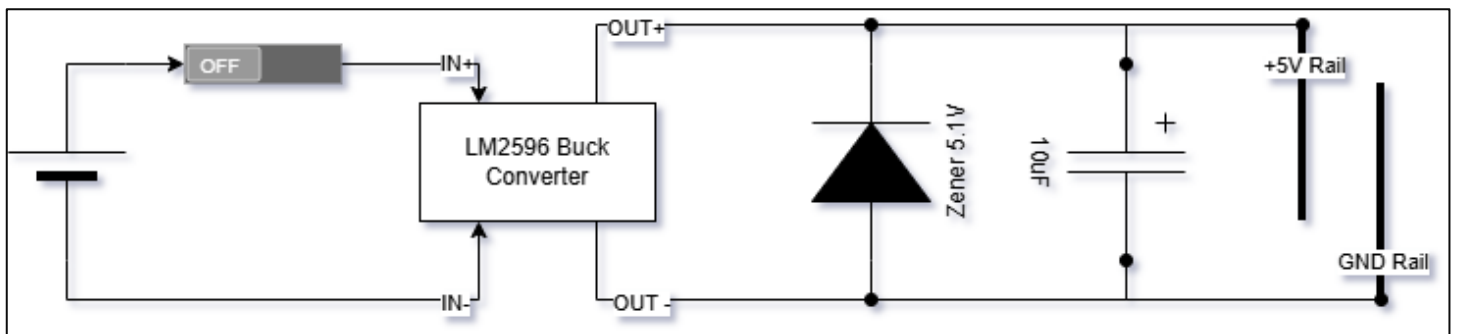 OUT+
OFF
IN+
+5V Rail
LM2596 Buck
Converter
Zener 5.1V
10uF
+
GND Rail
IN-
OUT -